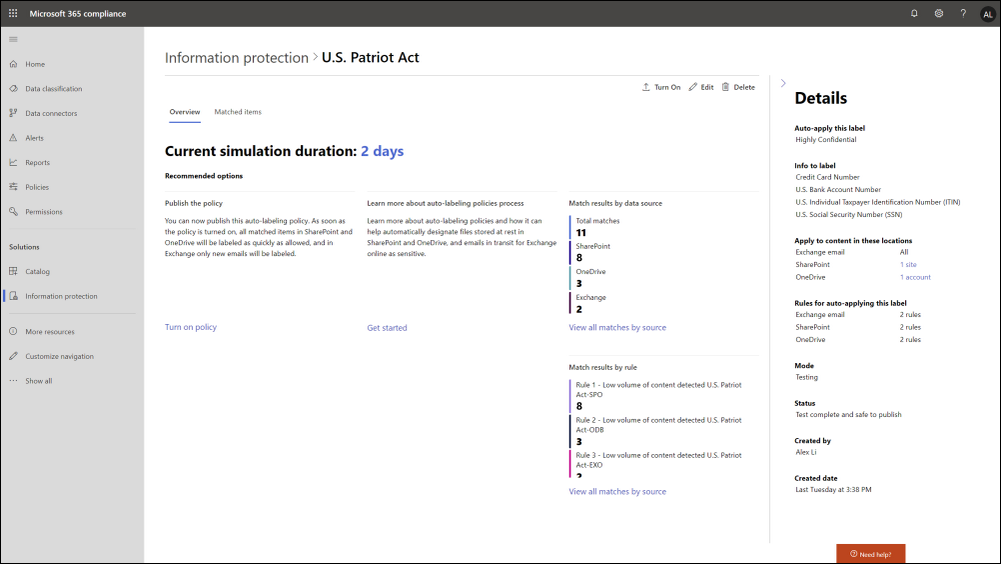 Microsoft 365 compliance
AL
Home
Data classification
Data connectors
Alerts
Reports
Policies
Permissions
Solutions
Catalog
Information protection
More resources
Customize navigation
Show all
Information protection > U.S. Patriot Act
Turn On Edit Delete
Overview Matched items
Current simulation duration: 2 days
Recommended options
Publish the policy
You can now publish this auto-labeling policy. As soon as
the policy is turned on, all matched items in SharePoint and
OneDrive will be labeled as quickly as allowed, and in
Exchange only new emails will be labeled.
Turn on policy
Learn more about auto-labeling policies process
Learn more about auto-labeling policies and how it can
help automatically designate files stored at rest in
SharePoint and OneDrive, and emails in transit for Exchange
online as sensitive.
Get started
Match results by data source
Total matches
11
SharePoint
8
OneDrive
3
Exchange
2
View all matches by source
Match results by rule
Rule 1 - Low volume of content detected U.S. Patriot
Act-SPO
8
Rule 2 - Low volume of content detected U.S. Patriot
Act-ODB
3
Rule 3 - Low volume of content detected U.S. Patriot
Act-EXO
2
View all matches by source
Details
Auto-apply this label
Highly Confidential
Info to label
Credit Card Number
U.S. Bank Account Number
U.S. Individual Taxpayer Identification Number (ITIN)
U.S. Social Security Number (SSN)
Apply to content in these locations
Exchange email All
SharePoint 1 site
OneDrive 1 account
Rules for auto-applying this label
Exchange email 2 rules
SharePoint 2 rules
OneDrive 2 rules
Mode
Testing
Status
Test complete and safe to publish
Created by
Alex Li
Created date
Last Tuesday at 3:38 PM
Need help?